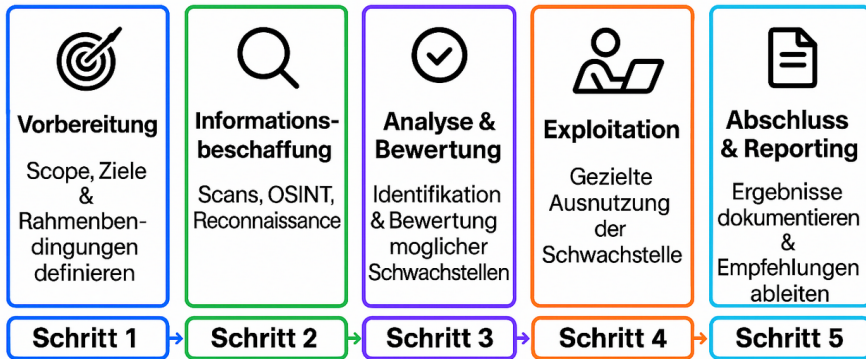 Vorbereitung
Scope, Ziele
&
Rahmenben-
dingungen
definieren
Informations-
beschaffung
Scans, OSINT,
Reconnaissance
Analyse &
Bewertung
Identifikation
& Bewertung
moglicher
Schwachstellen
Exploitation
Gezielte
Ausnutzung
der
Schwachstelle
Abschluss
& Reporting
Ergebnisse
dokumentieren
&
Empfehlungen
ableiten
Schritt 1
Schritt 2
Schritt 3
Schritt 4
Schritt 5